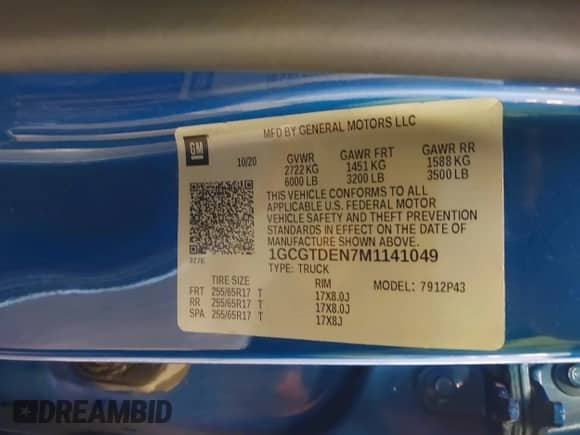 MFD BY GENERAL MOTORS LLC
GM
10/20
GVWR GAWR FRT GAWR RR
2722 KG 1451 KG 1588 KG
6000 LB 3200 LB 3500 LB
THIS VEHICLE CONFORMS TO ALL
APPLICABLE U.S. FEDERAL MOTOR
VEHICLE SAFETY AND THEFT PREVENTION
STANDARDS IN EFFECT ON THE DATE OF
MANUFACTURE SHOWN ABOVE.
1GCGTDEN7M1141049
TYPE: TRUCK
MODEL: 7912P43
TIRE SIZE RIM
FRT 255/65R17 T 17X8.0J
RR 255/65R17 T 17X8.0J
SPA 255/65R17 T 17X8J
DREAMBID